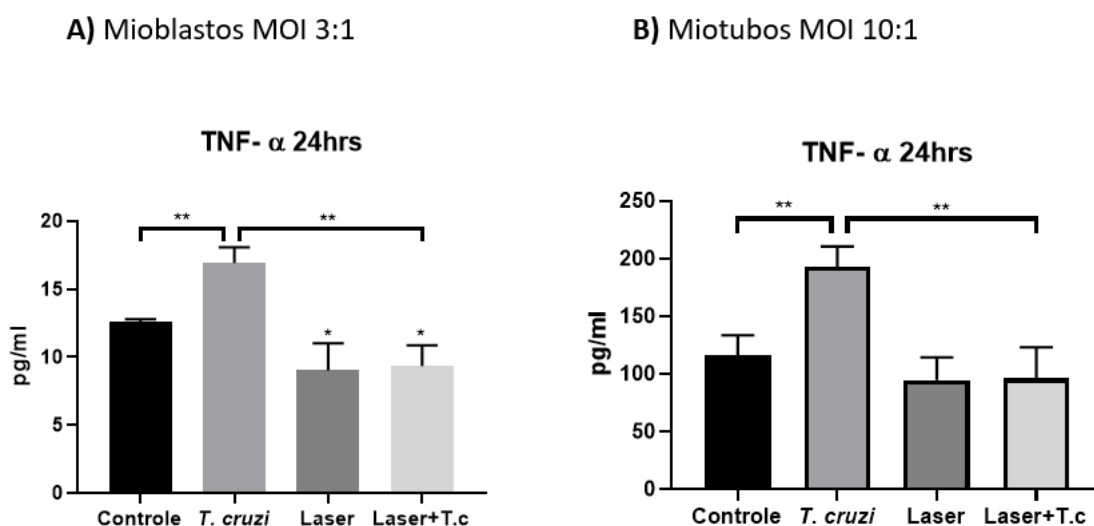 A) Mioblastos MOI 3:1
TNF- α 24hrs
** **
20
15
10
5
0
pg/ml
* *
Controle T. cruzi Laser Laser+T.c
B) Miotubos MOI 10:1
TNF- α 24hrs
** **
250
200
150
100
50
0
pg/ml
Controle T. cruzi Laser Laser+T.c